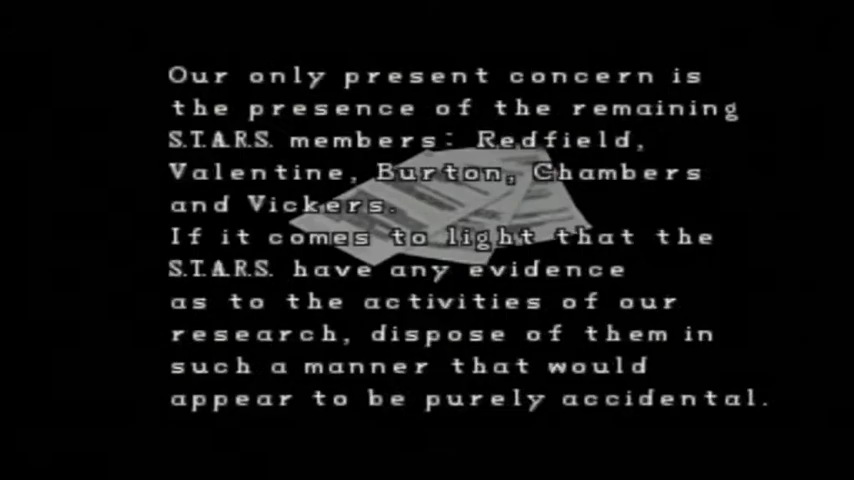 Our only present concern is
the presence of the remaining
S.T.A.R.S. members: Redfield,
Valentine, Burton, Chambers
and Vickers.
If it comes to light that the
S.T.A.R.S. have any evidence
as to the activities of our
research, dispose of them in
such a manner that would
appear to be purely accidental.